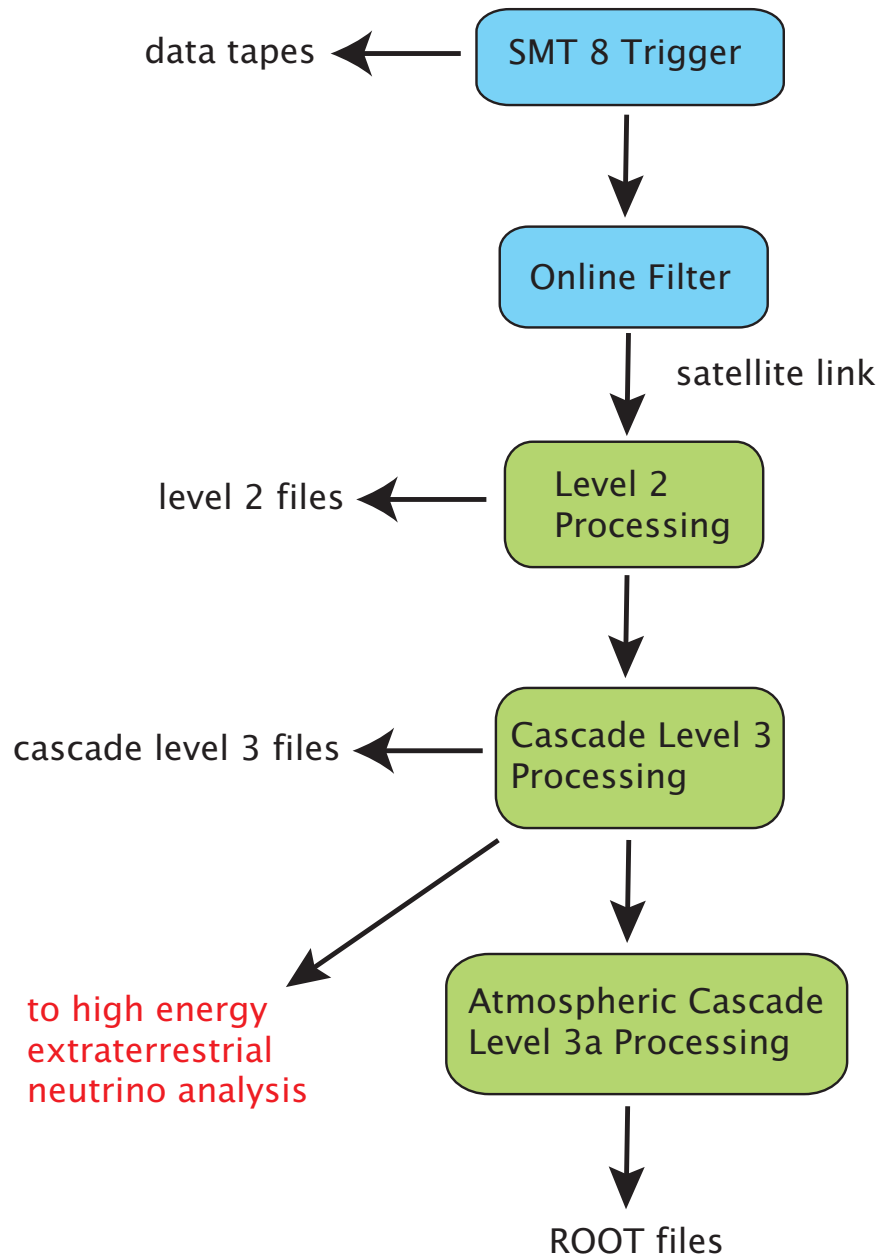 data tapes
SMT 8 Trigger
Online Filter
satellite link
level 2 files
Level 2
Processing
cascade level 3 files
Cascade Level 3
Processing
to high energy
extraterrestrial
neutrino analysis
Atmospheric Cascade
Level 3a Processing
ROOT files